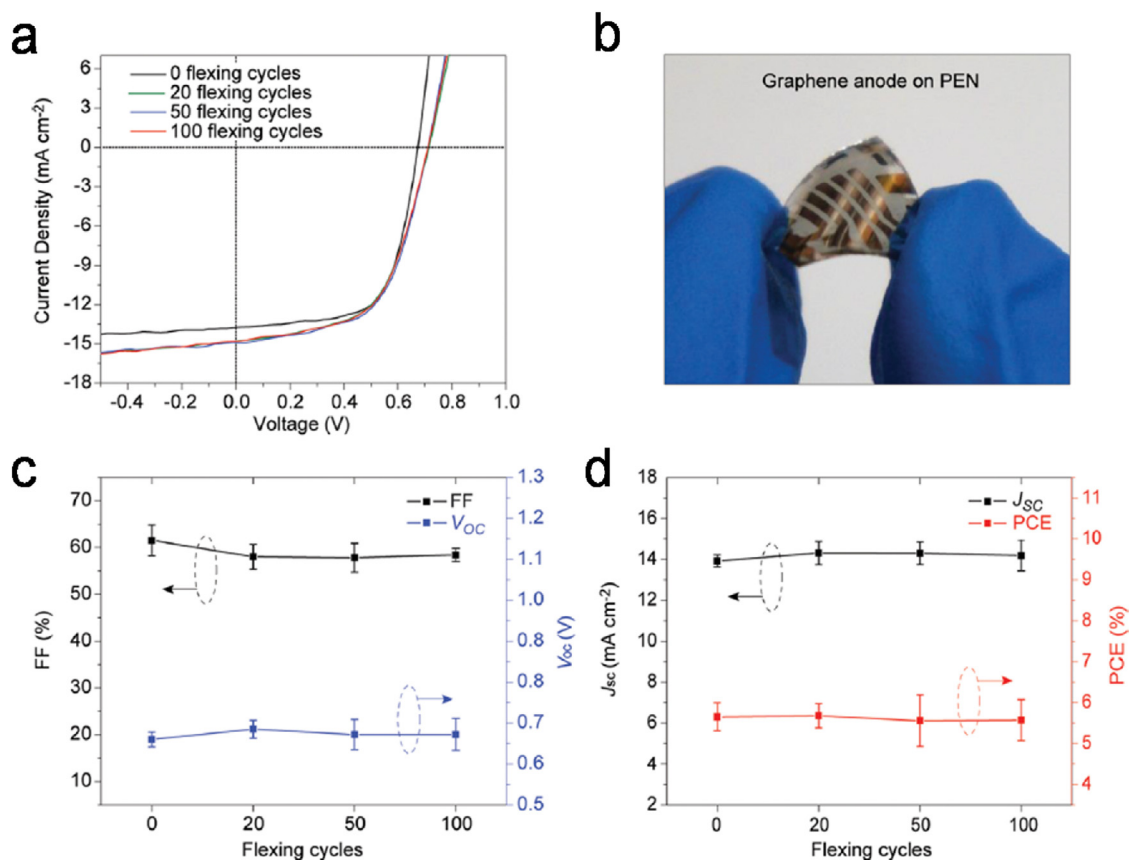 a
6
3
0
-3
-6
-9
-12
-15
-18
Current Density (mA cm-2)
0 flexing cycles
20 flexing cycles
50 flexing cycles
100 flexing cycles
-0.4 -0.2 0.0 0.2 0.4 0.6 0.8 1.0
Voltage (V)
b
Graphene anode on PEN
c
70
60
50
40
30
20
10
FF (%)
FF
VOC
1.3
1.2
1.1
1.0
0.9
0.8
0.7
0.6
0.5
Voc (V)
0 20 50 100
Flexing cycles
d
18
16
14
12
10
8
6
4
2
Jsc (mA cm-2)
JSC
PCE
11
10
9
8
7
6
5
4
PCE (%)
0 20 50 100
Flexing cycles